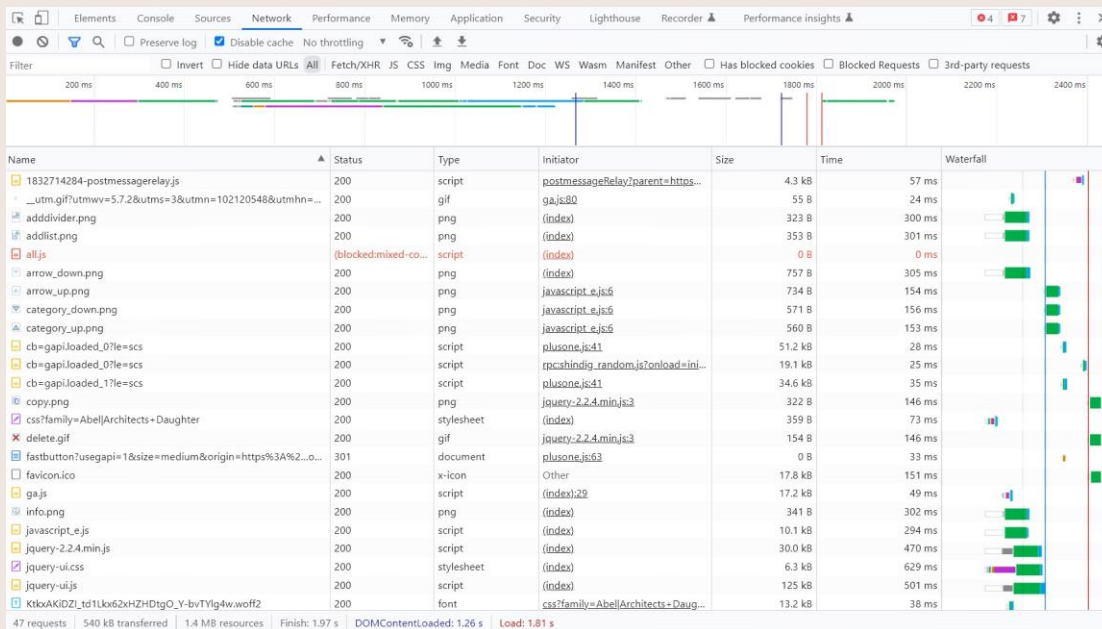 Elements Console Sources Network Performance Memory Application Security Lighthouse Recorder Performance insights 4 7
Preserve log Disable cache No throttling
Filter Invert Hide data URLs All Fetch/XHR JS CSS Img Media Font Doc WS Wasm Manifest Other Has blocked cookies Blocked Requests 3rd-party requests
200 ms 400 ms 600 ms 800 ms 1000 ms 1200 ms 1400 ms 1600 ms 1800 ms 2000 ms 2200 ms 2400 ms
Name Status Type Initiator Size Time Waterfall
1832714284-postmessagerelay.js 200 script postmessageRelay?parent=https... 4.3 kB 57 ms
__utm.gif?utmwv=5.7.2&utms=3&utmn=102120548&utmhn=... 200 gif ga.js:80 55 B 24 ms
adddivider.png 200 png (index) 323 B 300 ms
addlist.png 200 png (index) 353 B 301 ms
all.js (blocked:mixed-co... script (index) 0 B 0 ms
arrow_down.png 200 png (index) 757 B 305 ms
arrow_up.png 200 png javascript_e.js:6 734 B 154 ms
category_down.png 200 png javascript_e.js:6 571 B 156 ms
category_up.png 200 png javascript_e.js:6 560 B 153 ms
cb=gapi.loaded_0?le=scs 200 script plusone.js:41 51.2 kB 28 ms
cb=gapi.loaded_0?le=scs 200 script rpc:shindig_random.js?onload=ini... 19.1 kB 25 ms
cb=gapi.loaded_1?le=scs 200 script plusone.js:41 34.6 kB 35 ms
copy.png 200 png jquery-2.2.4.min.js:3 322 B 146 ms
css?family=Abel|Architects+Daughter 200 stylesheet (index) 359 B 73 ms
delete.gif 200 gif jquery-2.2.4.min.js:3 154 B 146 ms
fastbutton?usegapi=1&size=medium&origin=https%3A%2...o... 301 document plusone.js:63 0 B 33 ms
favicon.ico 200 x-icon Other 17.8 kB 151 ms
ga.js 200 script (index):29 17.2 kB 49 ms
info.png 200 png (index) 341 B 302 ms
javascript_e.js 200 script (index) 10.1 kB 294 ms
jquery-2.2.4.min.js 200 script (index) 30.0 kB 470 ms
jquery-ui.css 200 stylesheet (index) 6.3 kB 629 ms
jquery-ui.js 200 script (index) 125 kB 501 ms
200 font css?family=Abel|Architects+Daug... 13.2 kB 38 ms
47 requests 540 kB transferred 1.4 MB resources Finish: 1.97 s DOMContentLoaded: 1.26 s Load: 1.81 s